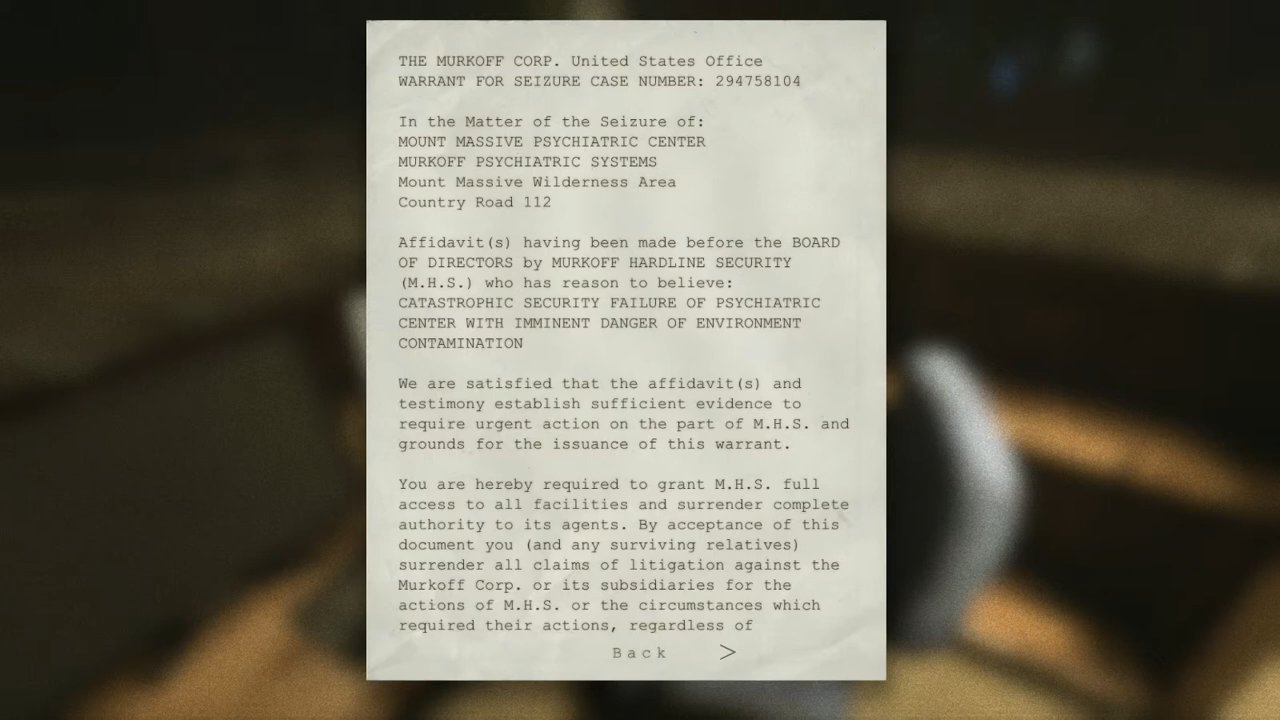 THE MURKOFF CORP. United States Office
WARRANT FOR SEIZURE CASE NUMBER: 294758104
In the Matter of the Seizure of:
MOUNT MASSIVE PSYCHIATRIC CENTER
MURKOFF PSYCHIATRIC SYSTEMS
Mount Massive Wilderness Area
Country Road 112
Affidavit(s) having been made before the BOARD
OF DIRECTORS by MURKOFF HARDLINE SECURITY
(M.H.S.) who has reason to believe:
CATASTROPHIC SECURITY FAILURE OF PSYCHIATRIC
CENTER WITH IMMINENT DANGER OF ENVIRONMENT
CONTAMINATION
We are satisfied that the affidavit(s) and
testimony establish sufficient evidence to
require urgent action on the part of M.H.S. and
grounds for the issuance of this warrant.
You are hereby required to grant M.H.S. full
access to all facilities and surrender complete
authority to its agents. By acceptance of this
document you (and any surviving relatives)
surrender all claims of litigation against the
Murkoff Corp. or its subsidiaries for the
actions of M.H.S. or the circumstances which
required their actions, regardless of
Back >